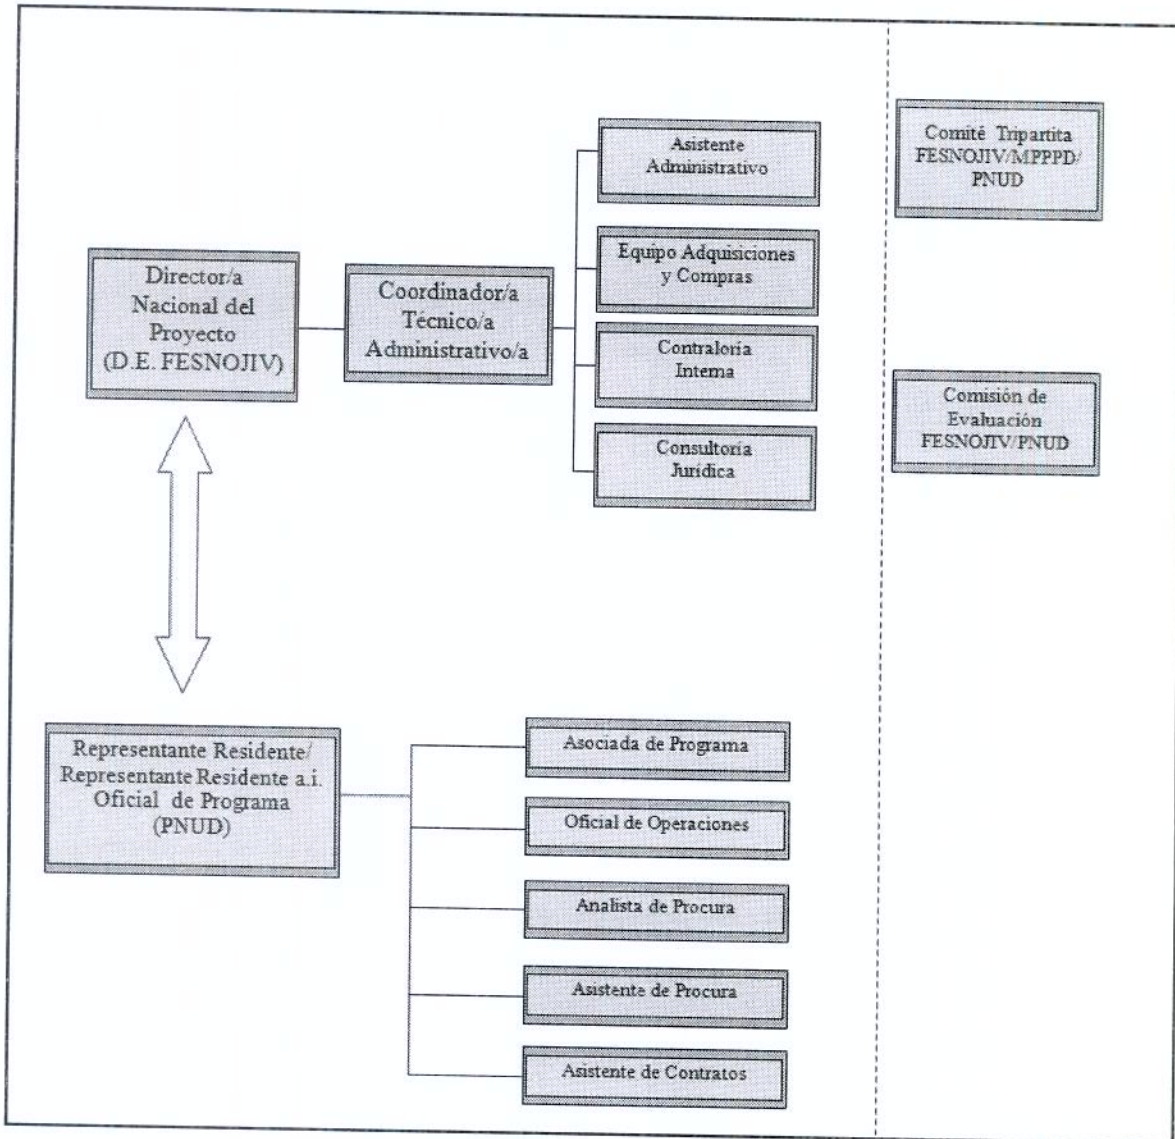 Asistente
Administrativo
Comité Tripartita
FESNOJIV/MPPPD/
PNUD
Director/a
Nacional del
Proyecto
(D.E. FESNOJIV)
Coordinador/a
Técnico/a
Administrativo/a
Equipo Adquisiciones
y Compras
Contraloría
Interna
Consultoría
Jurídica
Comisión de
Evaluación
FESNOJIV/PNUD
Representante Residente/
Representante Residente a.i.
Oficial de Programa
(PNUD)
Asociada de Programa
Oficial de Operaciones
Analista de Procura
Asistente de Procura
Asistente de Contratos